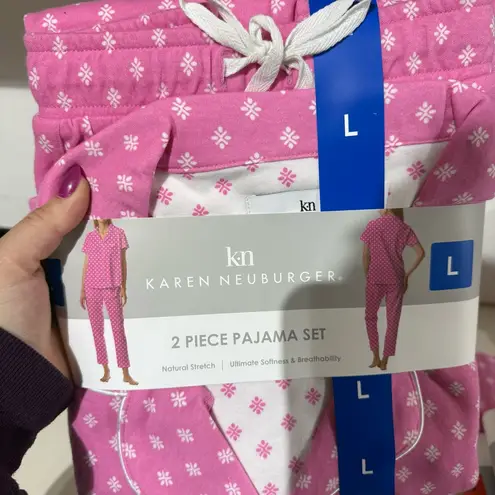 L
kn
kn
KAREN NEUBURGER®
L
2 PIECE PAJAMA SET
Natural Stretch | Ultimate Softness & Breathability
L
L